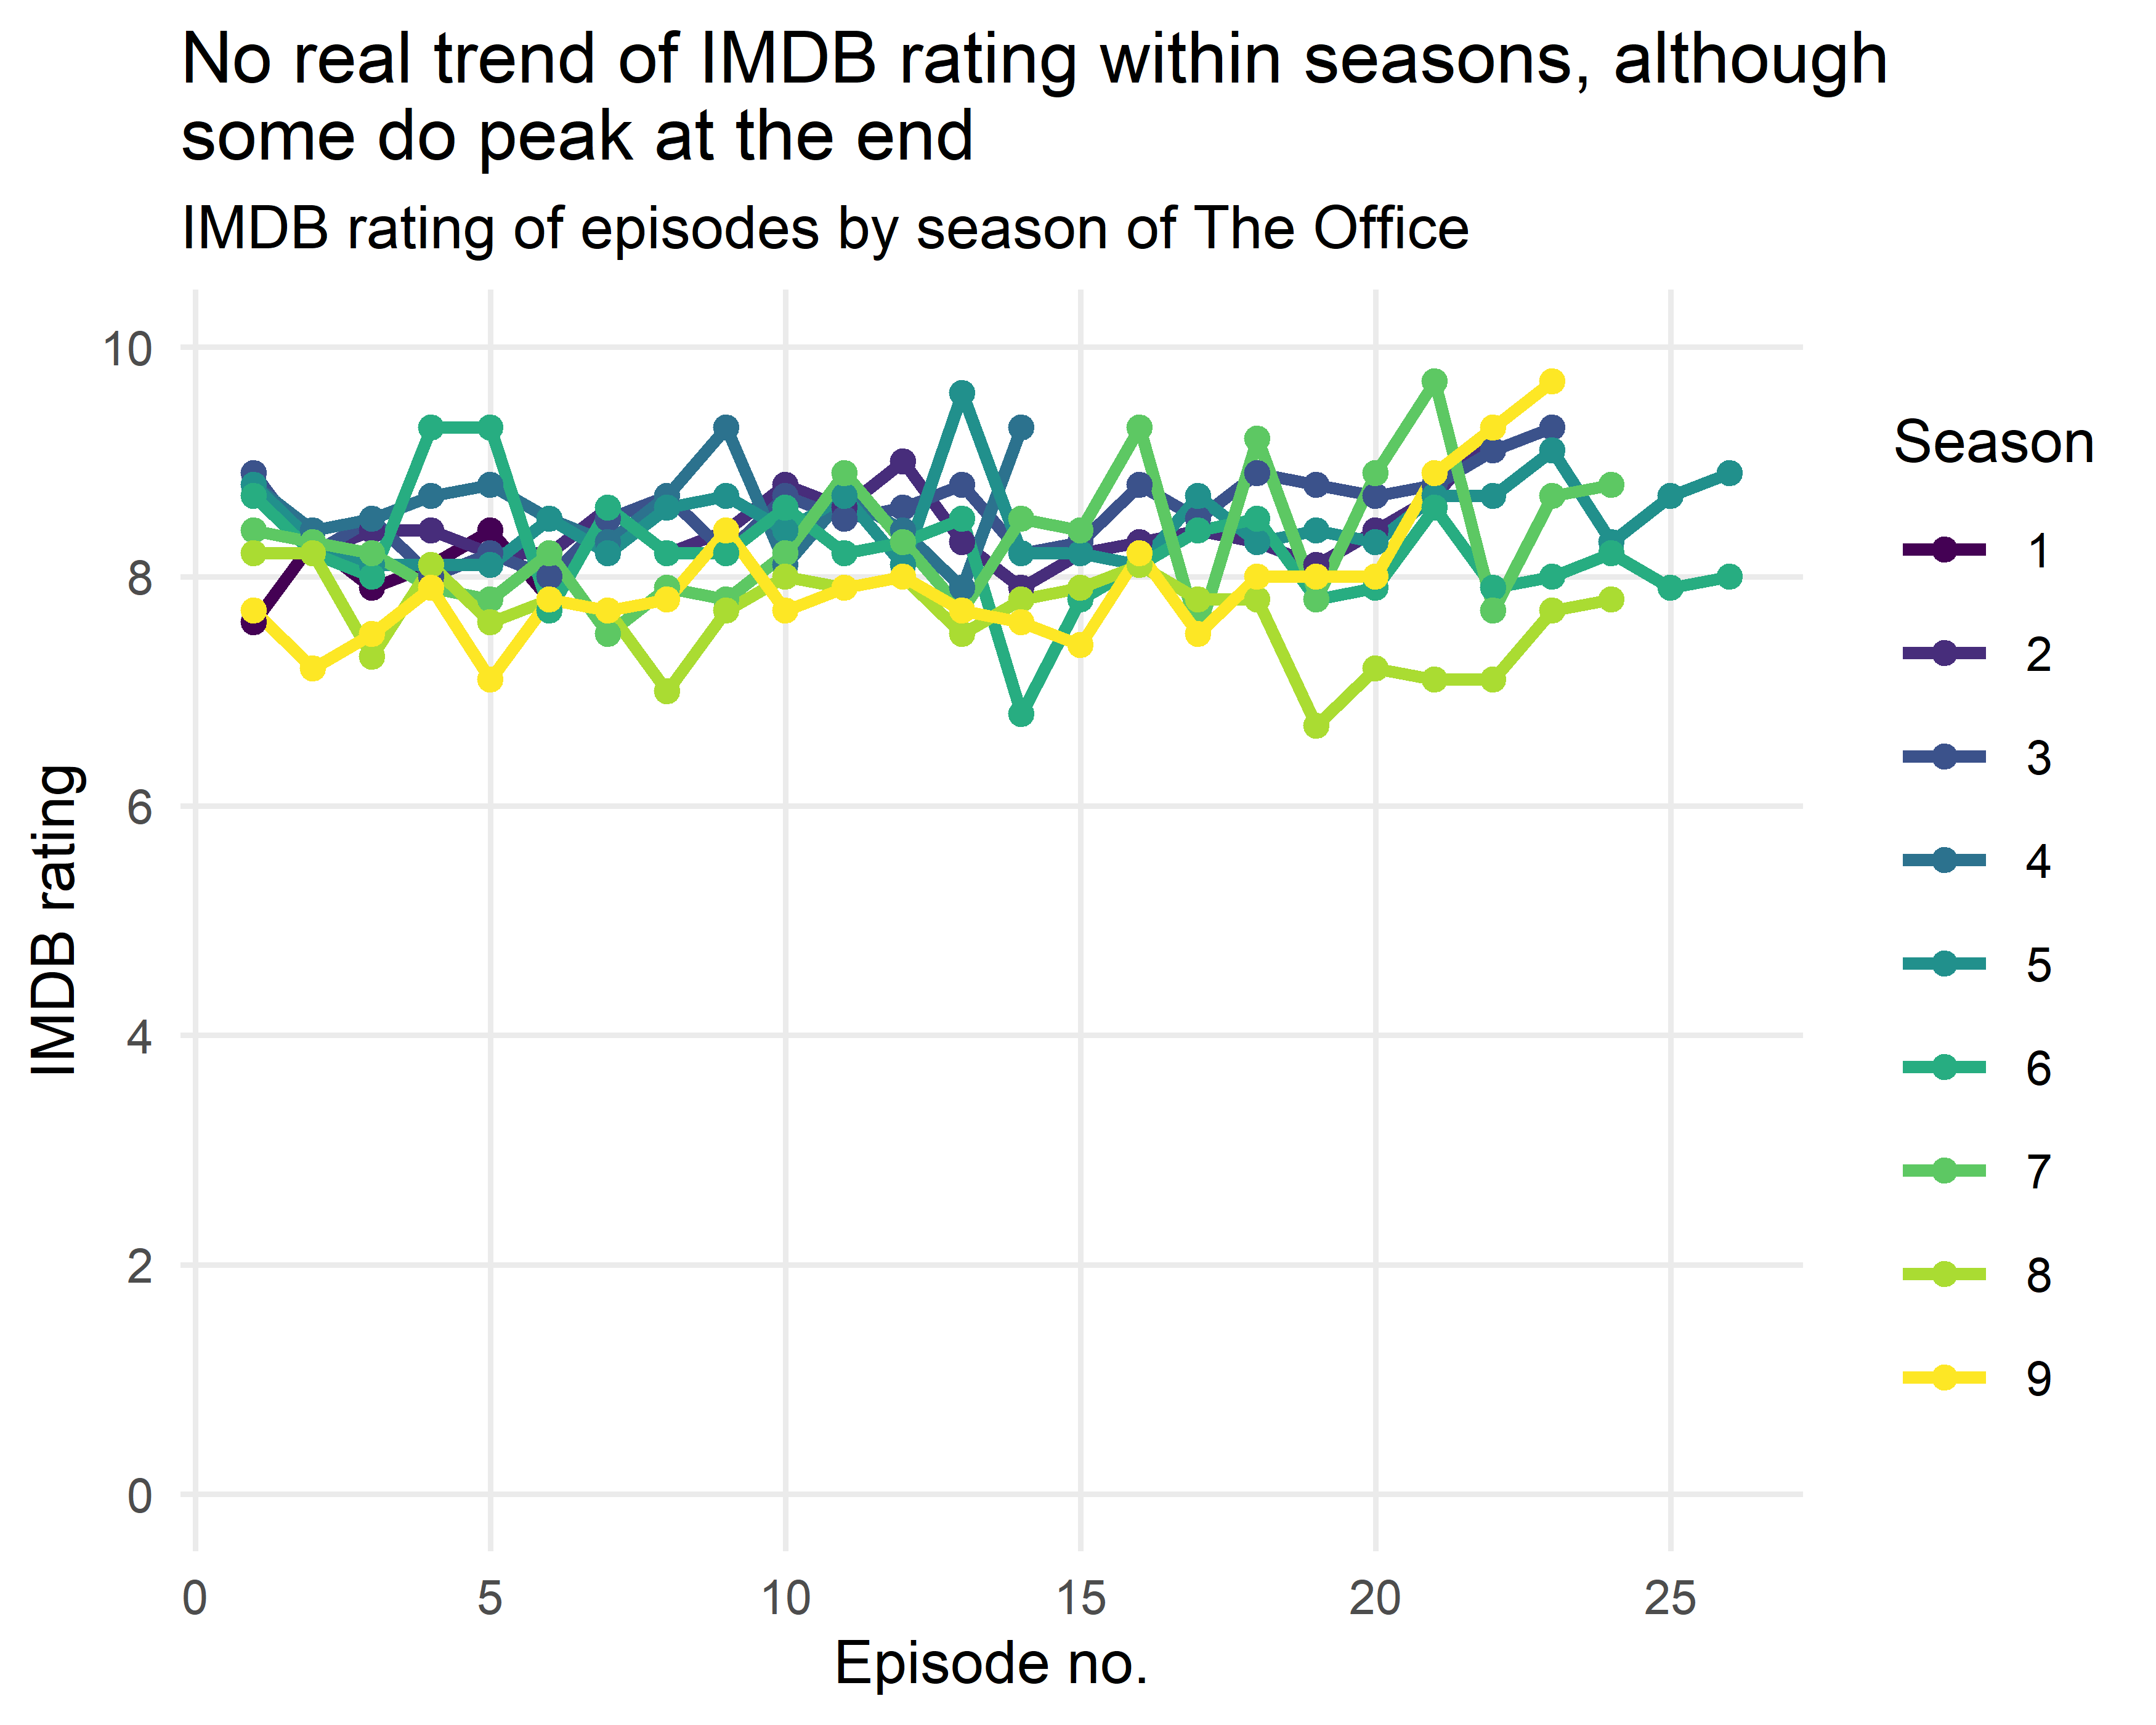 No real trend of IMDB rating within seasons, although
some do peak at the end
IMDB rating of episodes by season of The Office
10
8
6
4
2
0
IMDB rating
0 5 10 15 20 25
Episode no.
Season
1
2
3
4
5
6
7
8
9